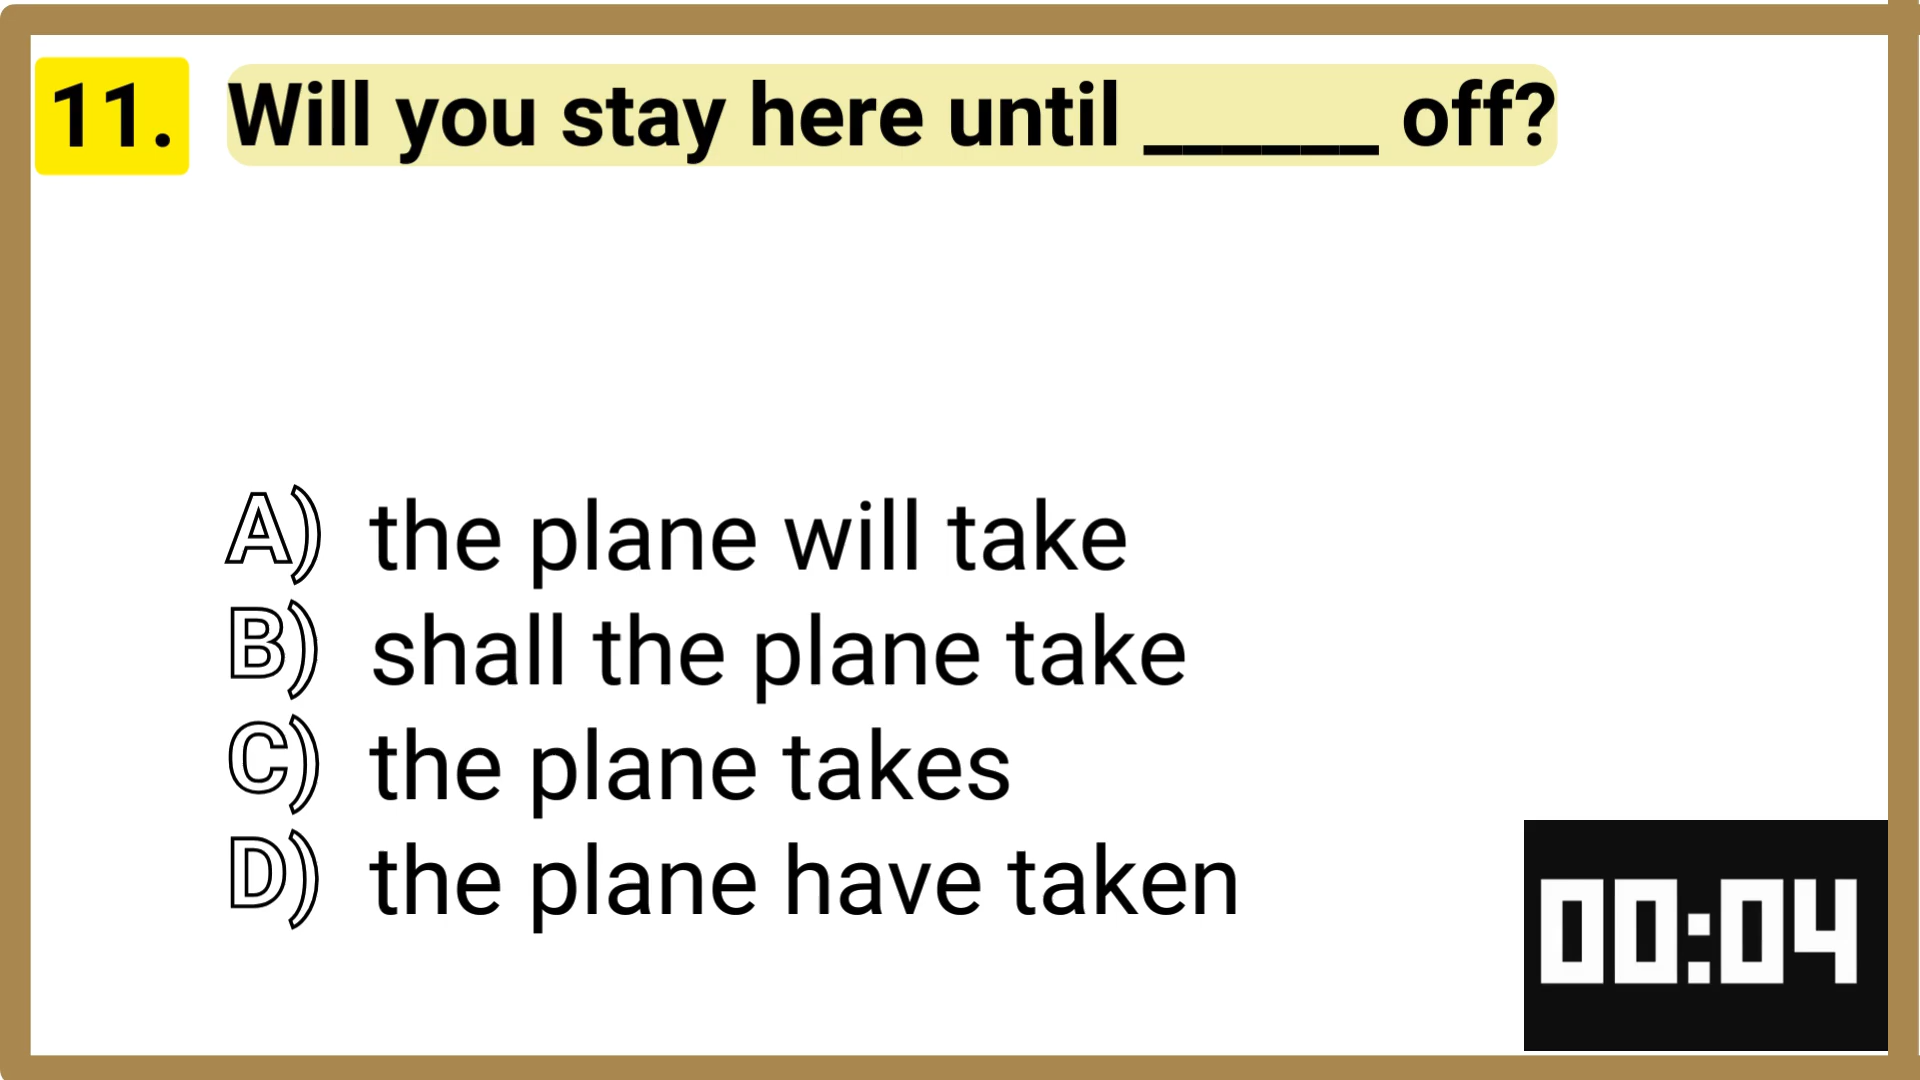 11. Will you stay here until ______ off?
A) the plane will take
B) shall the plane take
C) the plane takes
D) the plane have taken
00:04